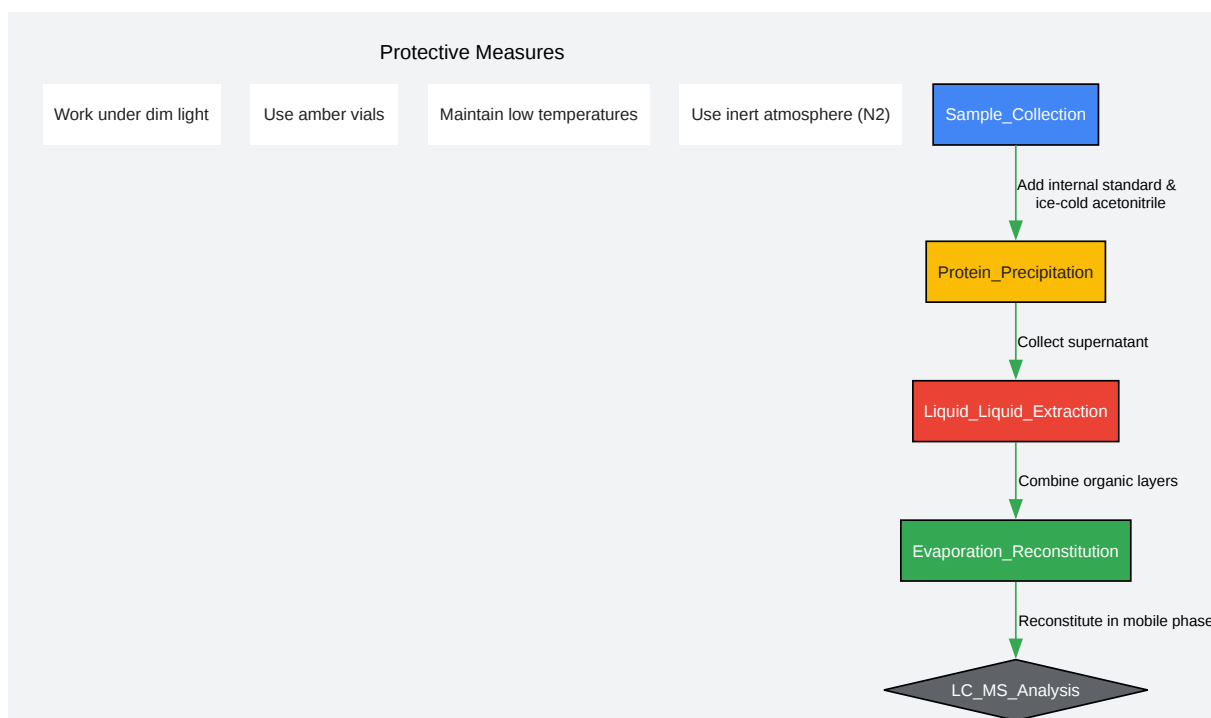 Protective Measures
Work under dim light
Use amber vials
Maintain low temperatures
Use inert atmosphere (N2)
Sample_Collection
Add internal standard &
ice-cold acetonitrile
Protein_Precipitation
Collect supernatant
Liquid_Liquid_Extraction
Combine organic layers
Evaporation_Reconstitution
Reconstitute in mobile phase
LC_MS_Analysis